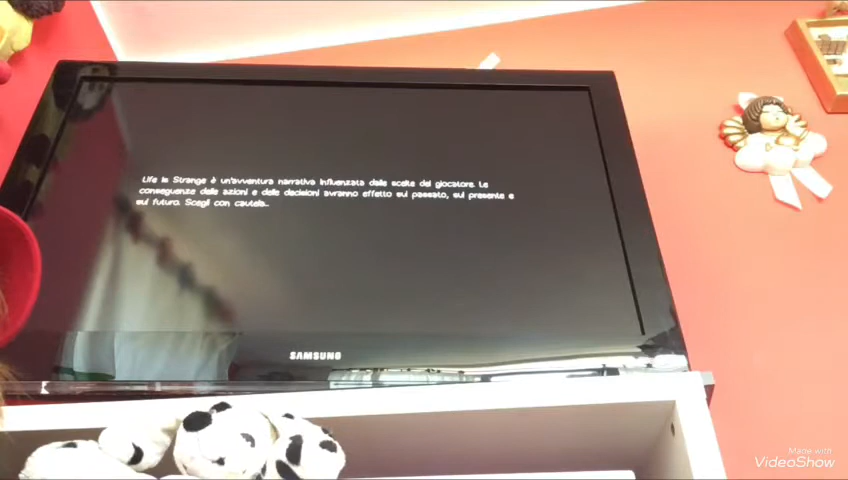 Life is Strange è un'avventura narrativa influenzata dalle scelte del giocatore. Le
conseguenze delle azioni e delle decisioni avranno effetto sul passato, sul presente e
sul futuro. Scegli con cautela...
SAMSUNG
Made with
VideoShow